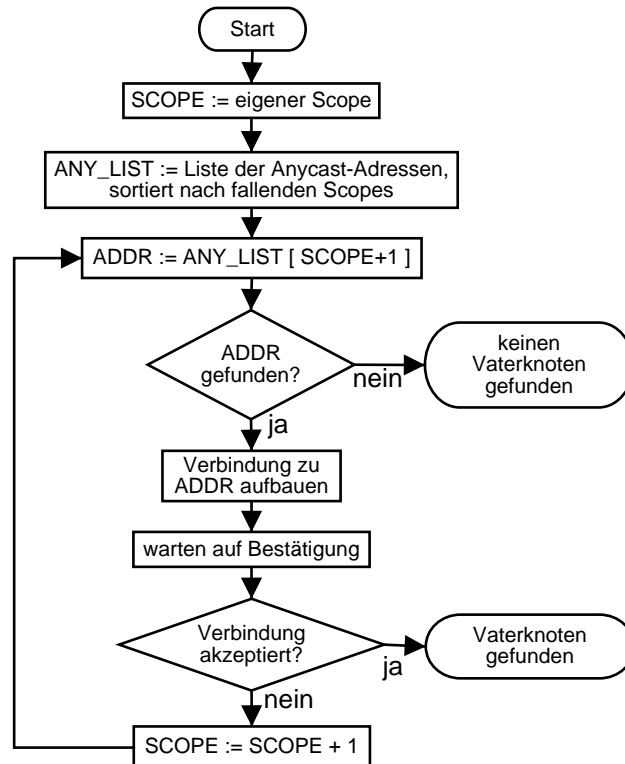 Start
SCOPE := eigener Scope
ANY_LIST := Liste der Anycast-Adressen,
sortiert nach fallenden Scopes
ADDR := ANY_LIST [ SCOPE+1 ]
ADDR
gefunden?
nein
keinen
Vaterknoten
gefunden
ja
Verbindung zu
ADDR aufbauen
warten auf Bestätigung
Verbindung
akzeptiert?
ja
Vaterknoten
gefunden
nein
SCOPE := SCOPE + 1